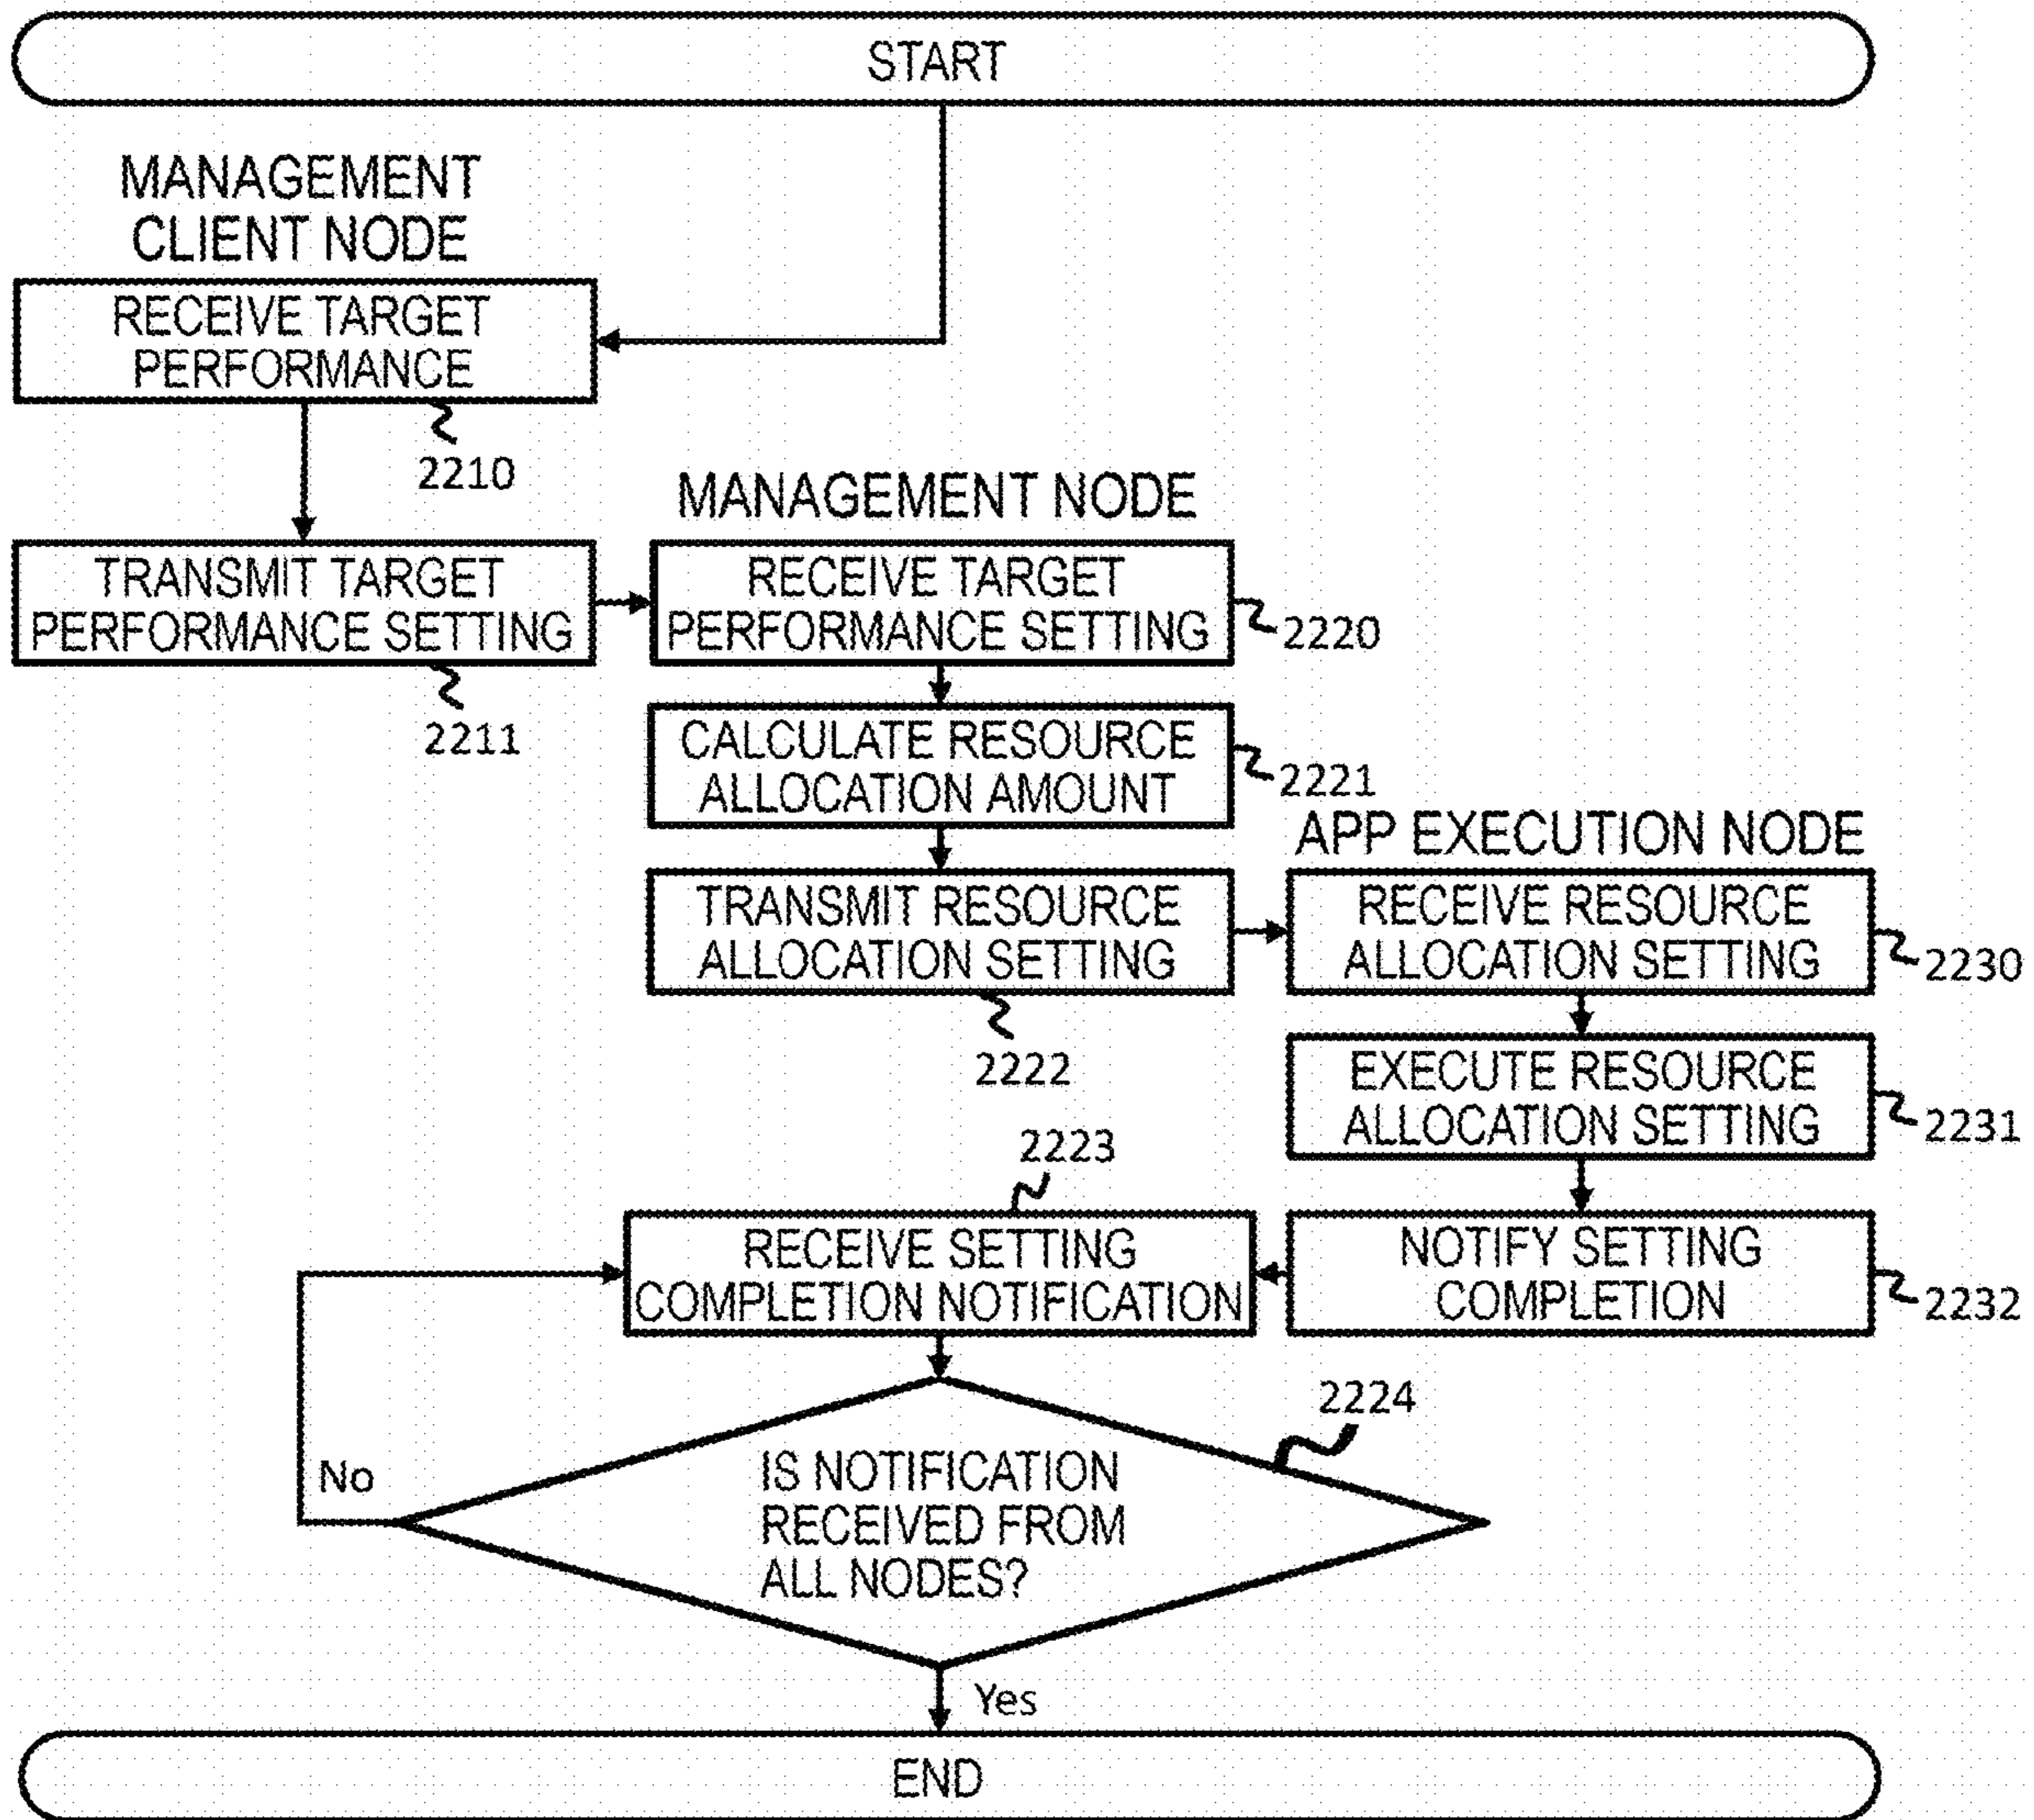 START
MANAGEMENT
CLIENT NODE
RECEIVE TARGET
PERFORMANCE
2210
TRANSMIT TARGET
PERFORMANCE SETTING
2211
MANAGEMENT NODE
RECEIVE TARGET
PERFORMANCE SETTING
2220
CALCULATE RESOURCE
ALLOCATION AMOUNT
2221
TRANSMIT RESOURCE
ALLOCATION SETTING
2222
APP EXECUTION NODE
RECEIVE RESOURCE
ALLOCATION SETTING
2230
EXECUTE RESOURCE
ALLOCATION SETTING
2231
NOTIFY SETTING
COMPLETION
2232
2223
RECEIVE SETTING
COMPLETION NOTIFICATION
2224
IS NOTIFICATION
RECEIVED FROM
ALL NODES?
No
Yes
END